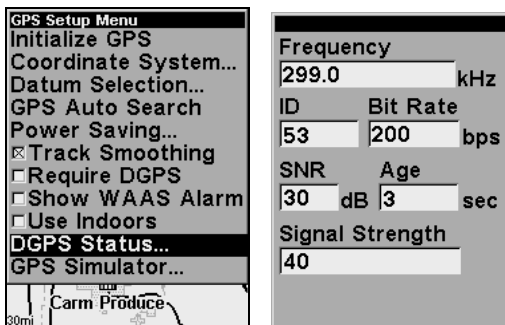 GPS Setup Menu
Initialize GPS
Coordinate System...
Datum Selection...
GPS Auto Search
Power Saving...
Track Smoothing
Require DGPS
Show WAAS Alarm
Use Indoors
DGPS Status...
GPS Simulator...
Carm Produce
30mi
Frequency
299.0 kHz
ID Bit Rate
53 200 bps
SNR Age
30 dB 3 sec
Signal Strength
40